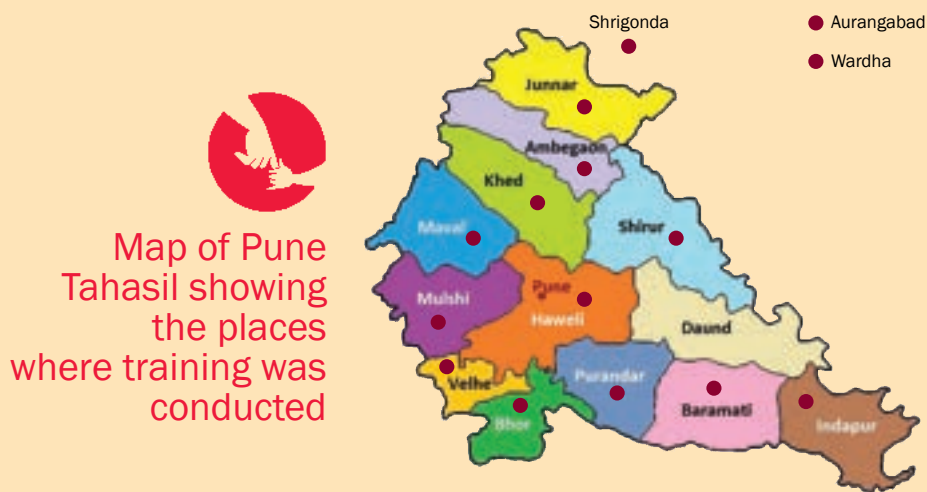 Shrigonda
Aurangabad
Wardha
Junnar
Ambegaon
Khed
Maval
Shirur
Map of Pune
Tahasil showing
the places
where training was
conducted
Mulshi
Pune
Haweli
Daund
Velhe
Purandar
Baramati
Bhor
Indapur